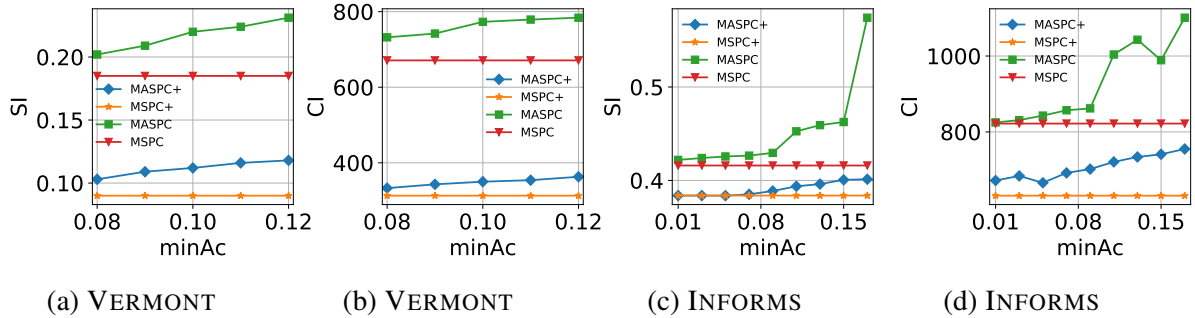 SI
0.20
0.15
0.10
MASPC+
MSPC+
MASPC
MSPC
0.08
0.10
0.12
minAc
(a) VERMONT
CI
800
600
400
MASPC+
MSPC+
MASPC
MSPC
0.08
0.10
0.12
minAc
(b) VERMONT
SI
0.5
0.4
MASPC+
MSPC+
MASPC
MSPC
0.01
0.08
0.15
minAc
(c) INFORMS
CI
1000
800
MASPC+
MSPC+
MASPC
MSPC
0.01
0.08
0.15
minAc
(d) INFORMS